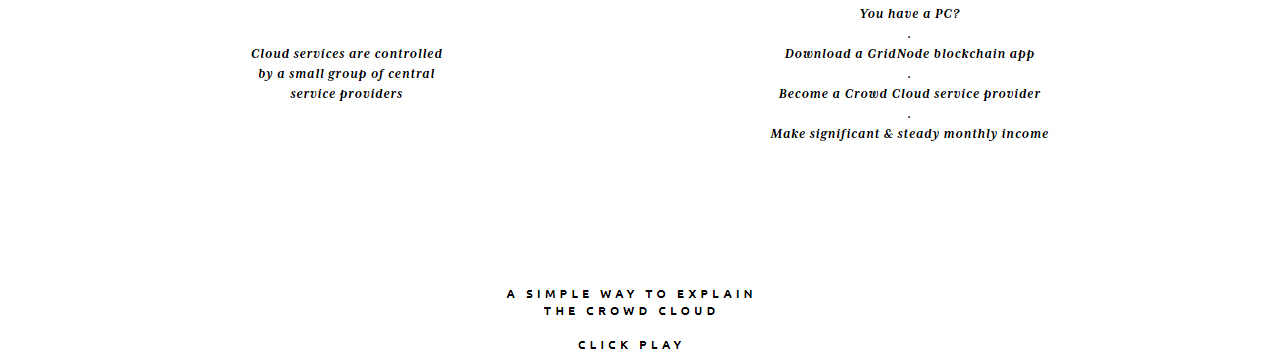 Cloud services are controlled
by a small group of central
service providers
You have a PC?
.
Download a GridNode blockchain app
.
Become a Crowd Cloud service provider
.
Make significant & steady monthly income
A SIMPLE WAY TO EXPLAIN
THE CROWD CLOUD
CLICK PLAY